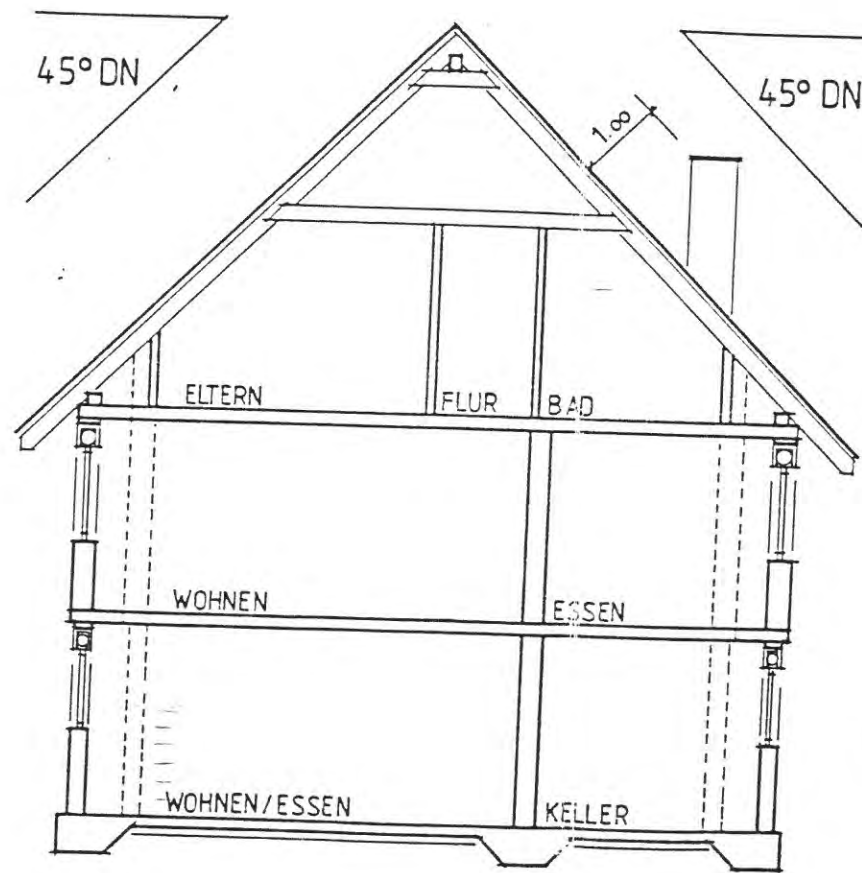 45° DN
45° DN
1.00
ELTERN
FLUR
BAD
WOHNEN
ESSEN
WOHNEN/ESSEN
KELLER